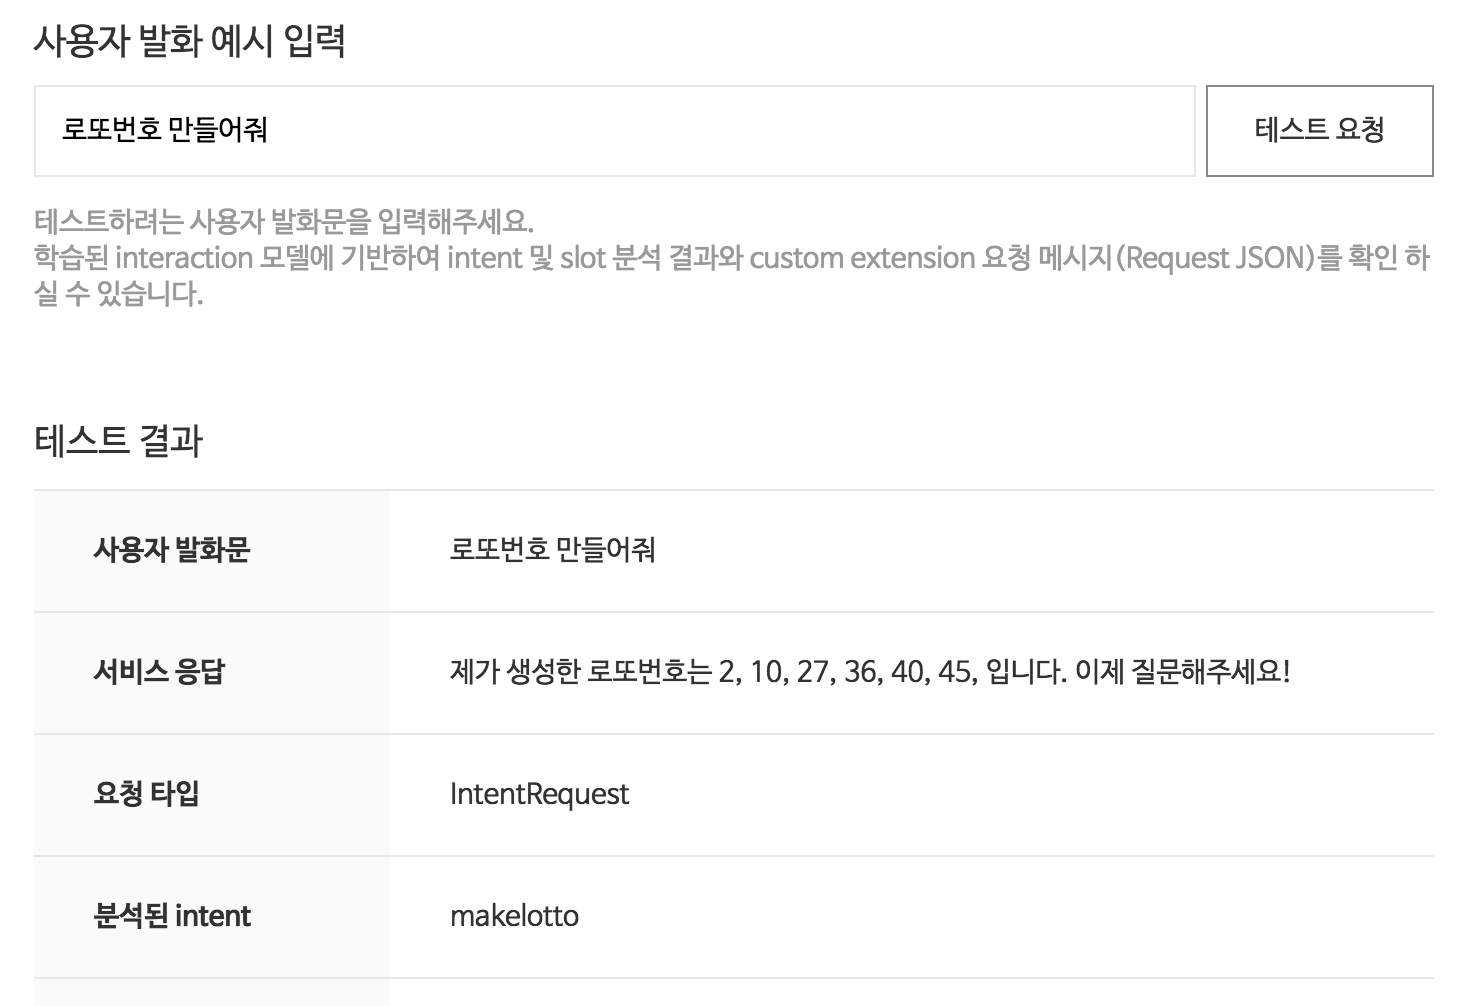 사용자 발화 예시 입력
로또번호 만들어줘
테스트 요청
테스트하려는 사용자 발화문을 입력해주세요.
학습된 interaction 모델에 기반하여 intent 및 slot 분석 결과와 custom extension 요청 메시지(Request JSON)를 확인 하
실 수 있습니다.
테스트 결과
사용자 발화문 로또번호 만들어줘
서비스 응답 제가 생성한 로또번호는 2, 10, 27, 36, 40, 45, 입니다. 이제 질문해주세요!
요청 타입 IntentRequest
분석된 intent makelotto